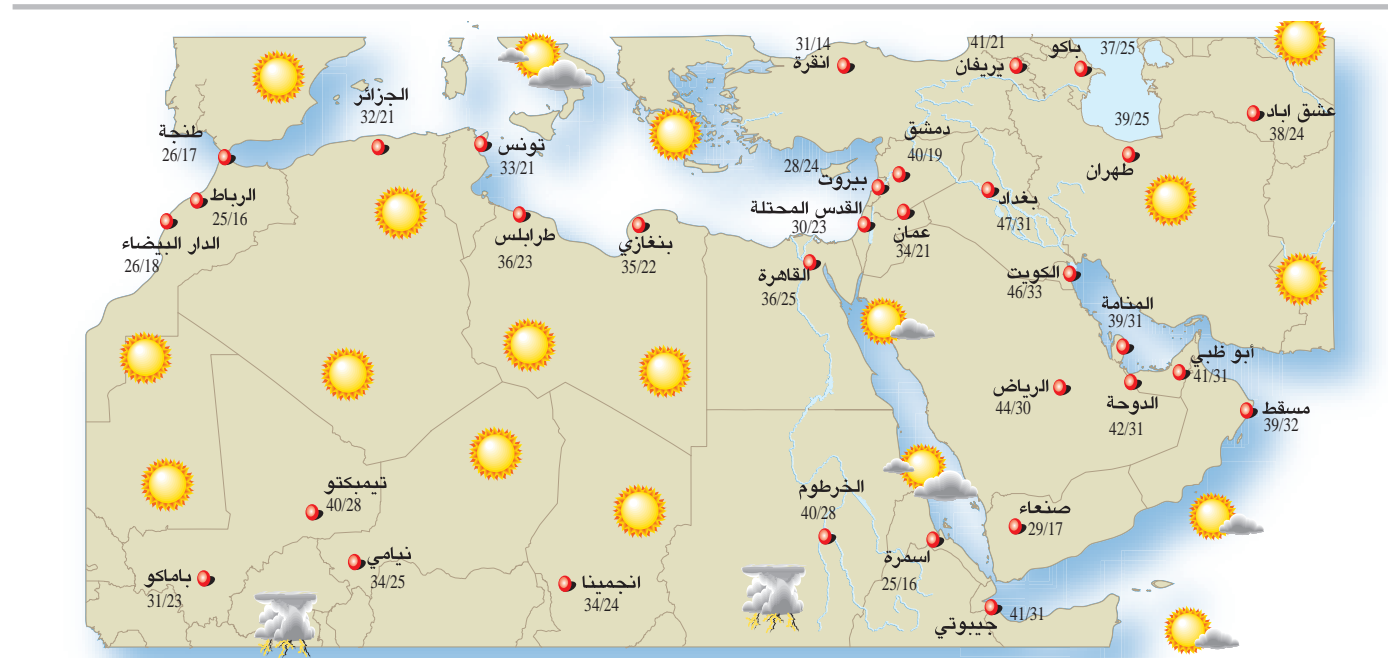 31/14
انقرة
41/21
يريفان
باكو
37/25
عشق اباد
38/24
39/25
طهران
الجزائر
32/21
طنجة
26/17
تونس
33/21
دمشق
40/19
28/24
بيروت
القدس المحتلة
30/23
عمان
34/21
بغداد
47/31
الرباط
25/16
الدار البيضاء
26/18
طرابلس
36/23
بنغازي
35/22
القاهرة
36/25
الكويت
46/33
المنامة
39/31
أبو ظبي
41/31
الرياض
44/30
الدوحة
42/31
مسقط
39/32
تيمبكتو
40/28
الخرطوم
40/28
صنعاء
29/17
اسمرة
25/16
نيامي
34/25
باماكو
31/23
انجمينا
34/24
41/31
جيبوتي